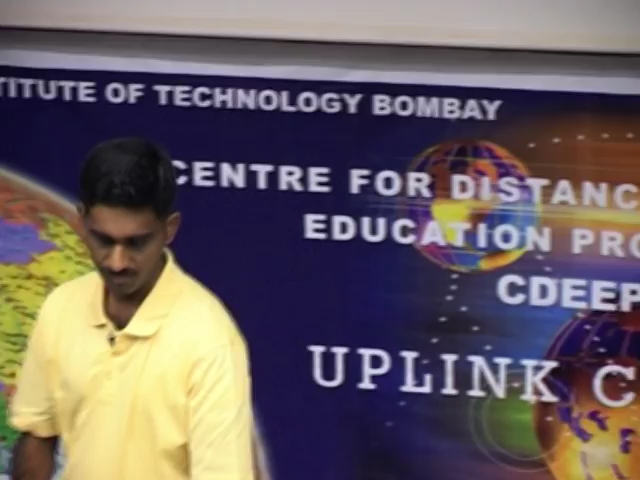 TITUTE OF TECHNOLOGY BOMBAY
CENTRE FOR DISTANC
EDUCATION PRO
CDEEP
UPLINK C